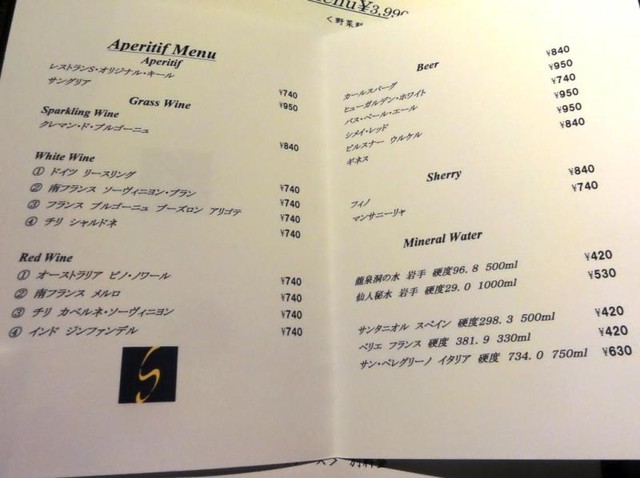 enu¥3,990
く野菜
Aperitif Menu
Aperitif
レストランS・オリジナル・キール ¥740
サングリア ¥950
Grass Wine
Sparkling Wine
クレマン・ド・ブルゴーニュ ¥840
White Wine
① ドイツ リースリング ¥740
② 南フランス ソーヴィニヨン・ブラン ¥740
③ フランス ブルゴーニュ ブーズロン アリゴテ ¥740
④ チリ シャルドネ ¥740
Red Wine
① オーストラリア ピノ・ノワール ¥740
② 南フランス メルロ ¥740
③ チリ カベルネ・ソーヴィニヨン ¥740
④ インド ジンファンデル ¥740
S
Beer
カールスバーグ ¥840
ヒューガルデン・ホワイト ¥950
バス・ペール・エール ¥740
シメイ・レッド ¥950
ピルスナー ウルケル ¥950
ギネス ¥840
Sherry
フィノ ¥840
マンサニーリャ ¥740
Mineral Water
龍泉洞の水 岩手 硬度96.8 500ml ¥420
仙人秘水 岩手 硬度29.0 1000ml ¥530
サンタニオル スペイン 硬度298.3 500ml ¥420
ペリエ フランス 硬度 381.9 330ml ¥420
サン・ペレグリーノ イタリア 硬度 734.0 750ml ¥630